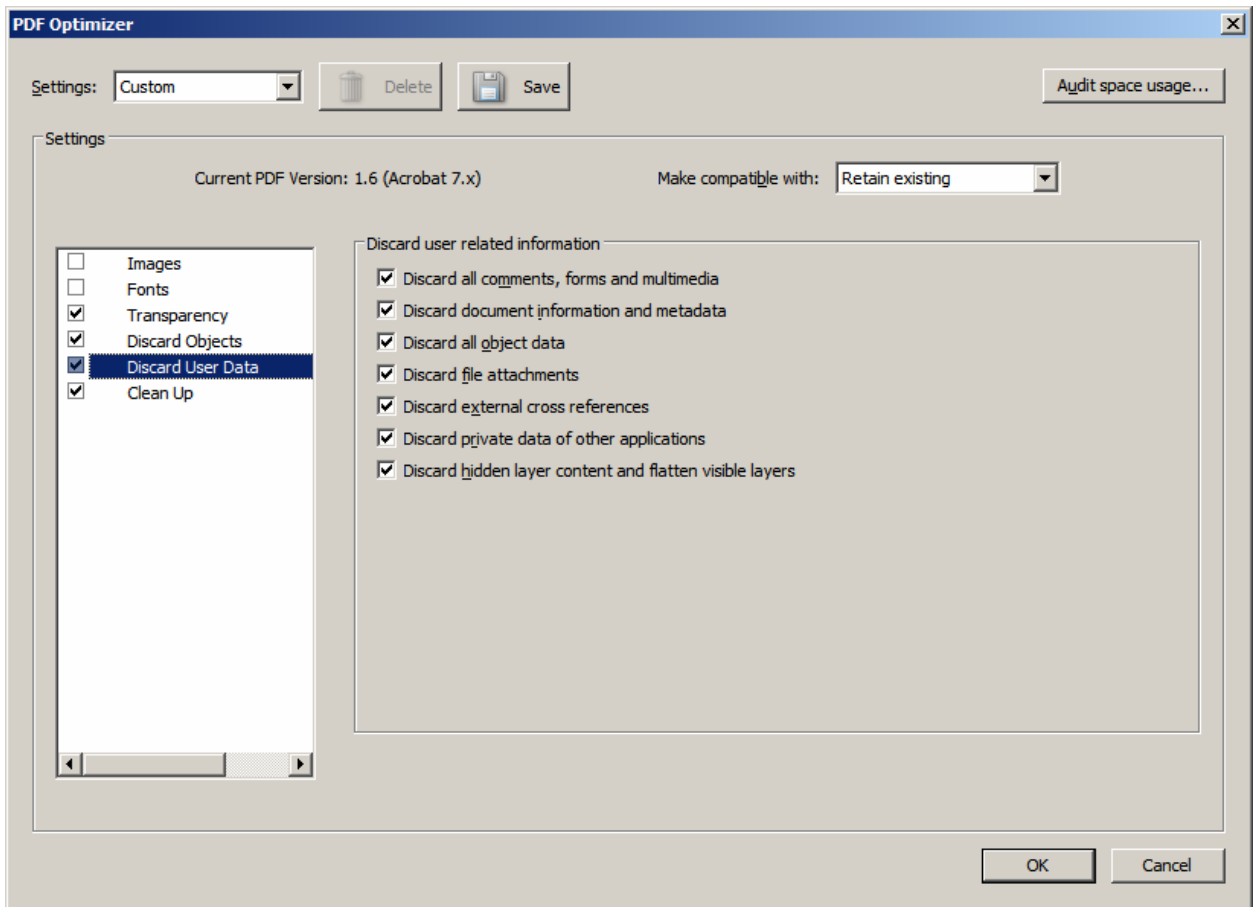 PDF Optimizer
Settings: Custom Delete Save Audit space usage...
Settings
Current PDF Version: 1.6 (Acrobat 7.x) Make compatible with: Retain existing
Images
Fonts
Transparency
Discard Objects
Discard User Data
Clean Up
Discard user related information
Discard all comments, forms and multimedia
Discard document information and metadata
Discard all object data
Discard file attachments
Discard external cross references
Discard private data of other applications
Discard hidden layer content and flatten visible layers
OK Cancel